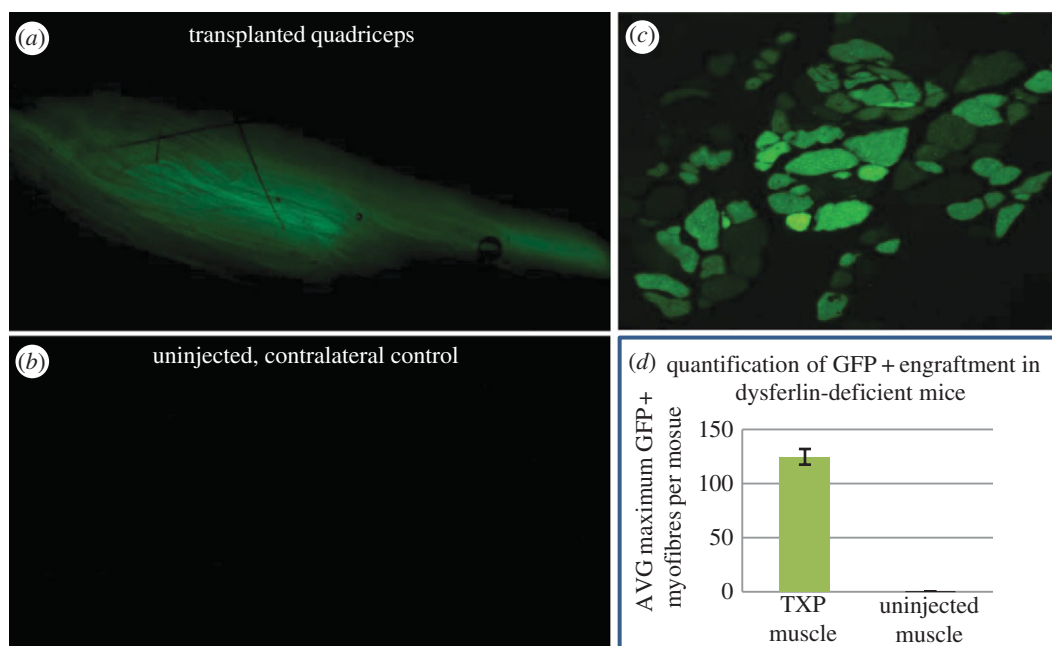 (a) transplanted quadriceps
(b) uninjected, contralateral control
(c)
(d) quantification of GFP + engraftment in
dysferlin-deficient mice
AVG maximum GFP+
myofibres per mosue
150
100
50
0
TXP
muscle
uninjected
muscle